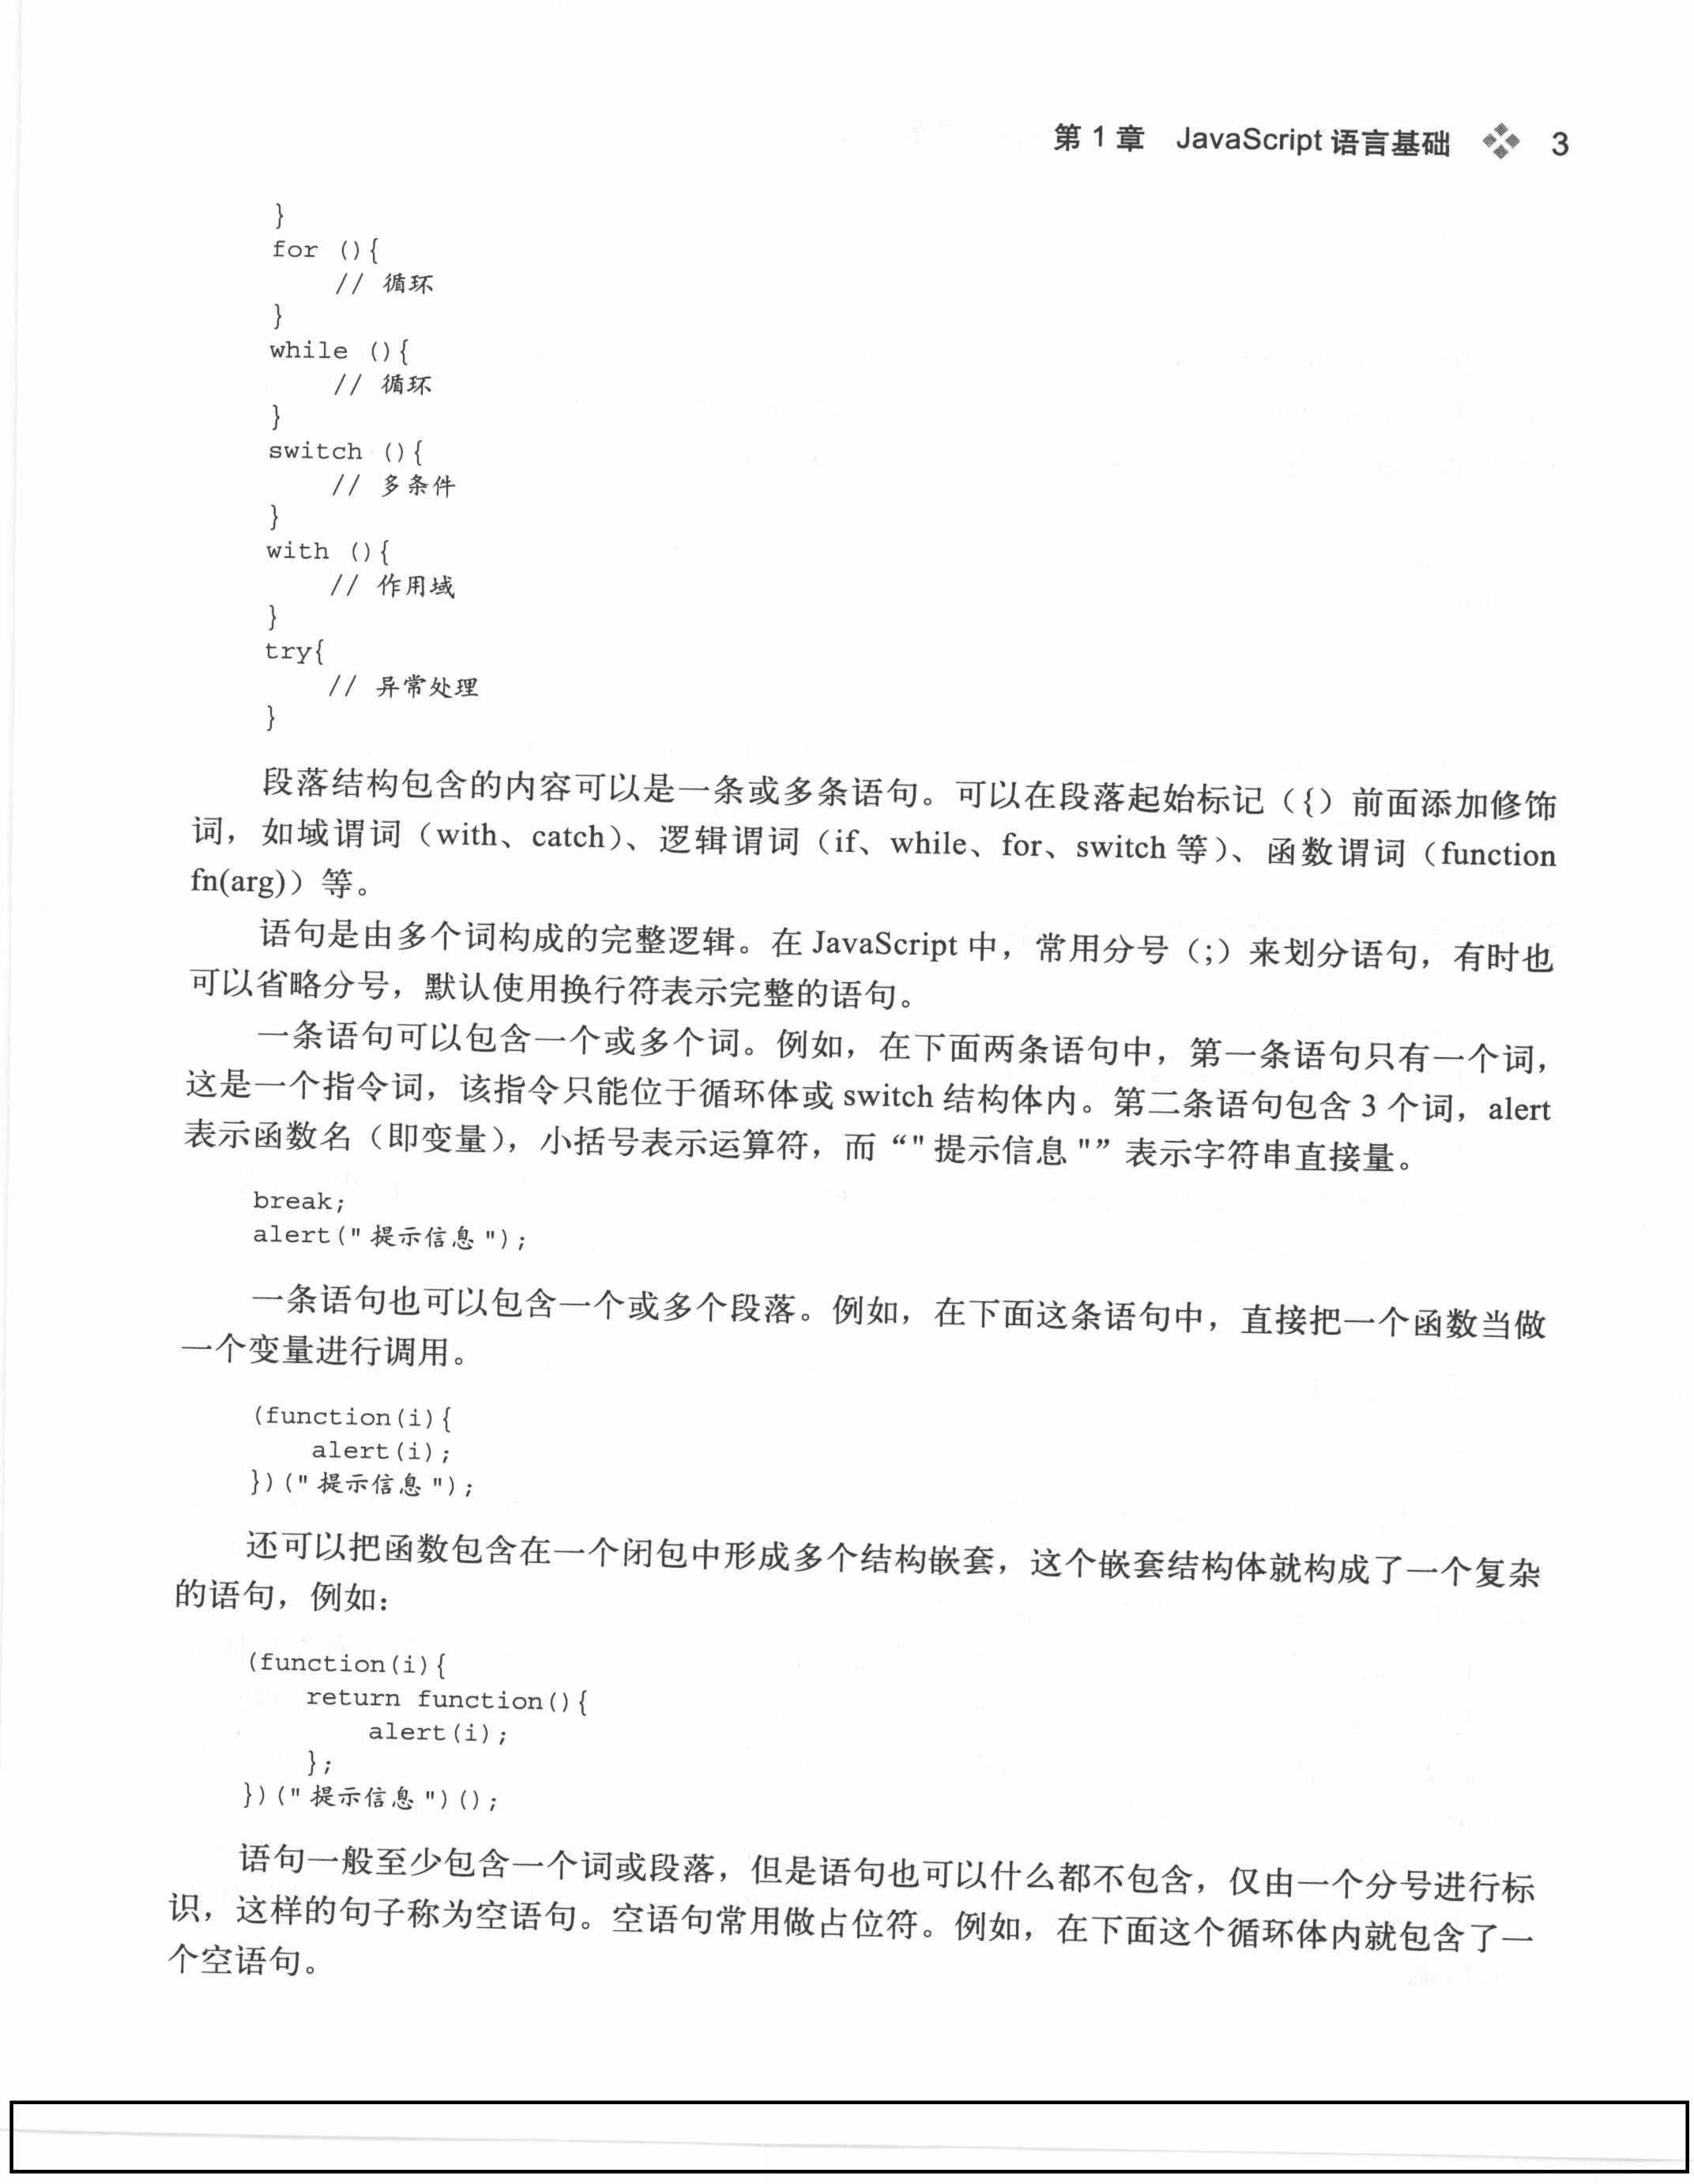 第 1 章 JavaScript 语言基础 3
}
for (){
    // 循环
}
while (){
    // 循环
}
switch (){
    // 多条件
}
with (){
    // 作用域
}
try{
    // 异常处理
}
段落结构包含的内容可以是一条或多条语句。可以在段落起始标记（{）前面添加修饰
词，如域谓词（with、catch）、逻辑谓词（if、while、for、switch 等）、函数谓词（function
fn(arg)）等。
语句是由多个词构成的完整逻辑。在 JavaScript 中，常用分号（;）来划分语句，有时也
可以省略分号，默认使用换行符表示完整的语句。
一条语句可以包含一个或多个词。例如，在下面两条语句中，第一条语句只有一个词，
这是一个指令词，该指令只能位于循环体或 switch 结构体内。第二条语句包含 3 个词，alert
表示函数名（即变量），小括号表示运算符，而“"提示信息"”表示字符串直接量。
break;
alert("提示信息");
一条语句也可以包含一个或多个段落。例如，在下面这条语句中，直接把一个函数当做
一个变量进行调用。
(function(i){
    alert(i);
})("提示信息");
还可以把函数包含在一个闭包中形成多个结构嵌套，这个嵌套结构体就构成了一个复杂
的语句，例如：
(function(i){
    return function(){
        alert(i);
    };
})("提示信息")();
语句一般至少包含一个词或段落，但是语句也可以什么都不包含，仅由一个分号进行标
识，这样的句子称为空语句。空语句常用做占位符。例如，在下面这个循环体内就包含了一
个空语句。